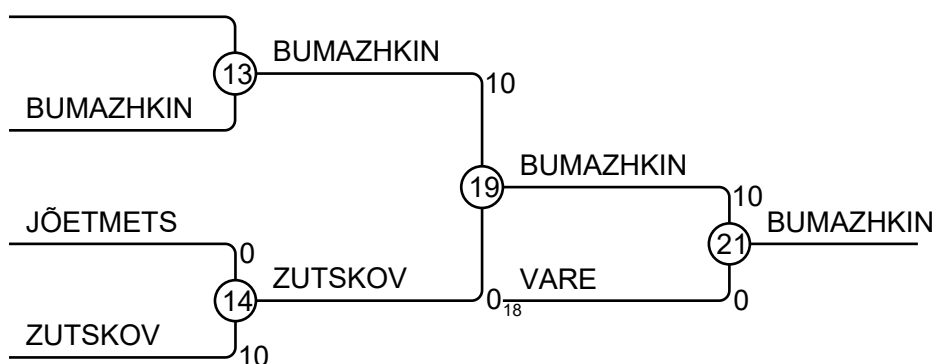 BUMAZHKIN
13
10
BUMAZHKIN
BUMAZHKIN
19
10
JÕETMETS
BUMAZHKIN
0
21
ZUTSKOV
VARE
14
0 18
0
ZUTSKOV
10